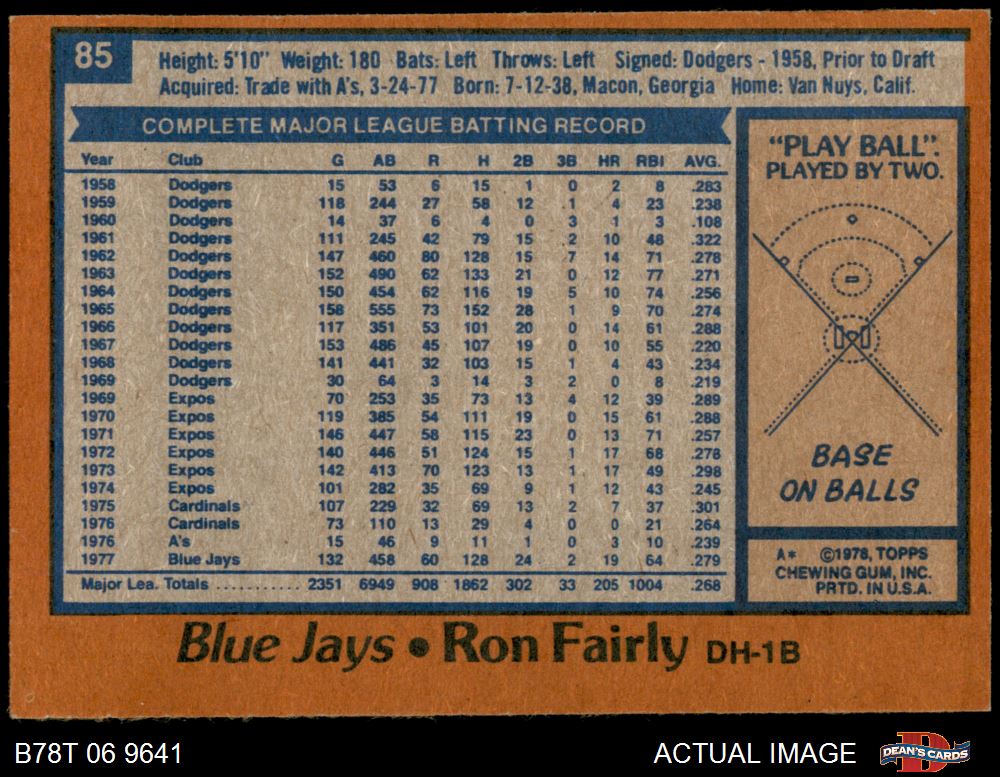 85
Height: 5'10" Weight: 180 Bats: Left Throws: Left Signed: Dodgers - 1958, Prior to Draft
Acquired: Trade with A's, 3-24-77 Born: 7-12-38, Macon, Georgia Home: Van Nuys, Calif.
COMPLETE MAJOR LEAGUE BATTING RECORD
Year Club G AB R H 2B 3B HR RBI AVG.
1958 Dodgers 15 53 6 15 1 0 2 8 .283
1959 Dodgers 118 244 27 58 12 .1 4 23 .238
1960 Dodgers 14 37 6 4 0 3 1 3 .108
1961 Dodgers 111 245 42 79 15 .2 10 48 .322
1962 Dodgers 147 460 80 128 15 .7 14 71 .278
1963 Dodgers 152 490 62 133 21 0 12 77 .271
1964 Dodgers 150 454 62 116 19 5 10 74 .256
1965 Dodgers 158 555 73 152 28 1 9 70 .274
1966 Dodgers 117 351 53 101 20 0 14 61 .288
1967 Dodgers 153 486 45 107 19 0 10 55 .220
1968 Dodgers 141 441 32 103 15 1 4 43 .234
1969 Dodgers 30 64 3 14 3 2 0 8 .219
1969 Expos 70 253 35 73 13 4 12 39 .289
1970 Expos 119 385 54 111 19 0 15 61 .288
1971 Expos 146 447 58 115 23 0 13 71 .257
1972 Expos 140 446 51 124 15 1 17 68 .278
1973 Expos 142 413 70 123 13 1 17 49 .298
1974 Expos 101 282 35 69 9 1 12 43 .245
1975 Cardinals 107 229 32 69 13 2 7 37 .301
1976 Cardinals 73 110 13 29 4 0 0 21 .264
1976 A's 15 46 9 11 1 0 3 10 .239
1977 Blue Jays 132 458 60 128 24 2 19 64 .279
Major Lea. Totals ........... 2351 6949 908 1862 302 33 205 1004 .268
"PLAY BALL".
PLAYED BY TWO.
BASE
ON BALLS
A* ©1978, TOPPS
CHEWING GUM, INC.
PRTD. IN U.S.A.
Blue Jays • Ron Fairly DH-1B
B78T 06 9641 ACTUAL IMAGE
D
DEAN'S CARDS